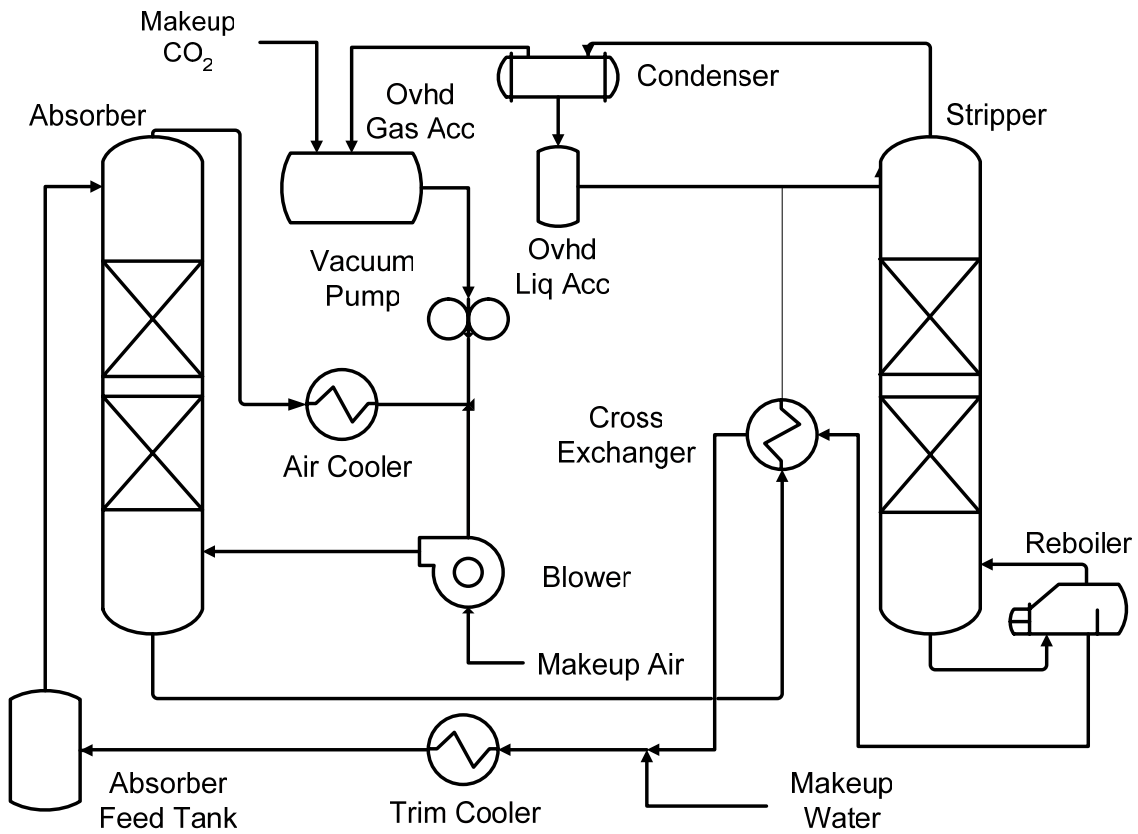 Makeup
CO2
Absorber
Ovhd
Gas Acc
Condenser
Stripper
Vacuum
Pump
Ovhd
Liq Acc
Air Cooler
Cross
Exchanger
Blower
Reboiler
Makeup Air
Absorber
Feed Tank
Trim Cooler
Makeup
Water